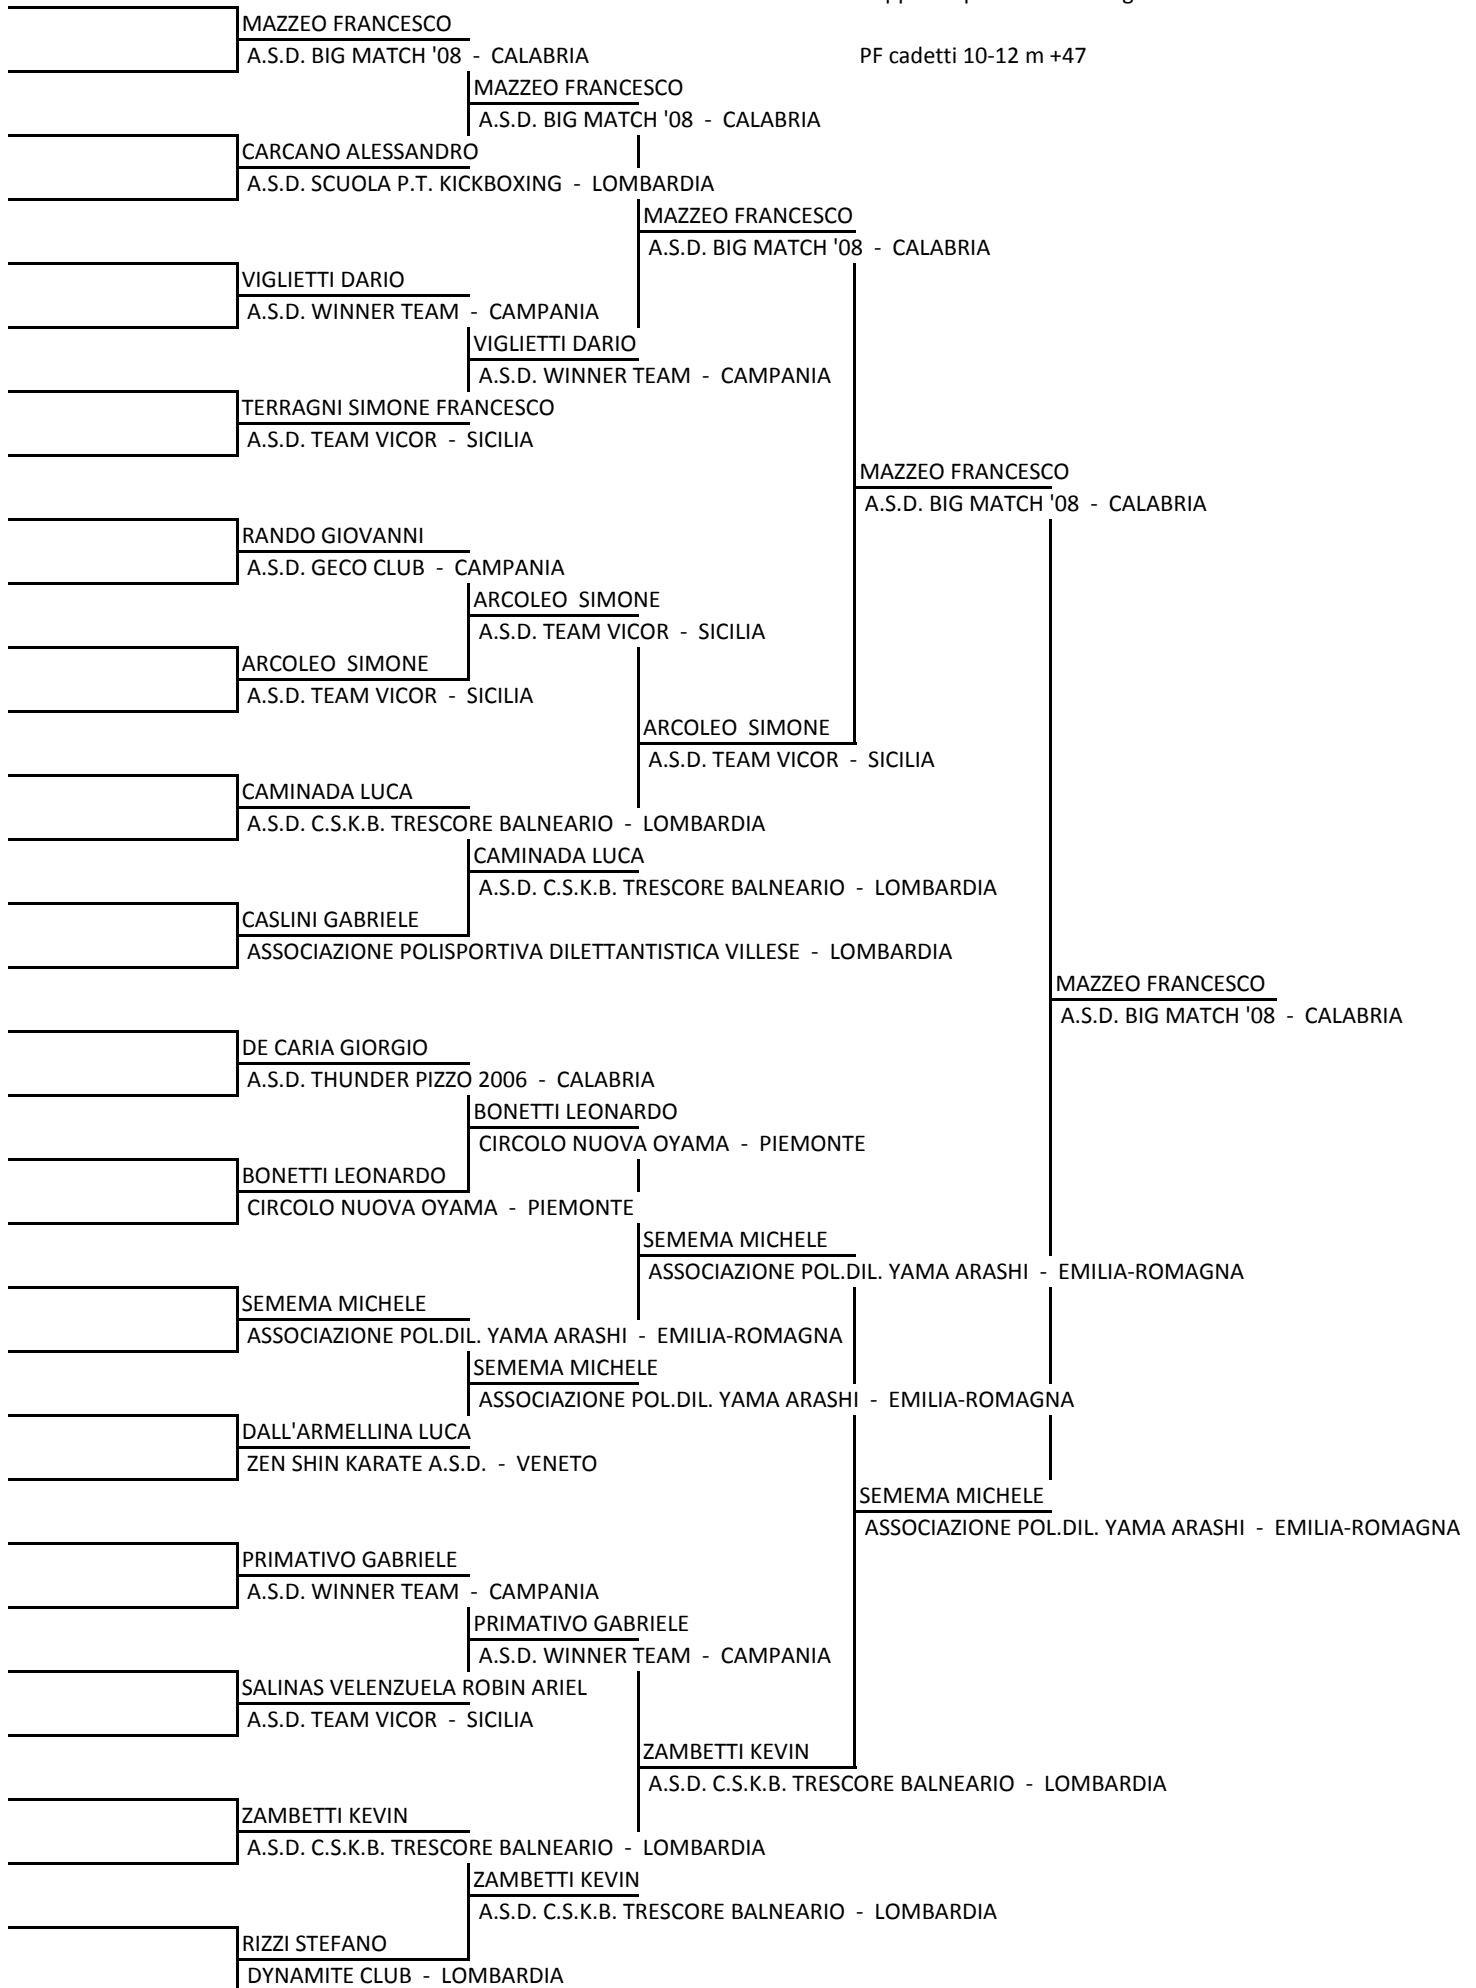 MAZZEO FRANCESCO
A.S.D. BIG MATCH '08 - CALABRIA
PF cadetti 10-12 m +47
MAZZEO FRANCESCO
A.S.D. BIG MATCH '08 - CALABRIA
CARCANO ALESSANDRO
A.S.D. SCUOLA P.T. KICKBOXING - LOMBARDIA
MAZZEO FRANCESCO
A.S.D. BIG MATCH '08 - CALABRIA
VIGLIETTI DARIO
A.S.D. WINNER TEAM - CAMPANIA
VIGLIETTI DARIO
A.S.D. WINNER TEAM - CAMPANIA
TERRAGNI SIMONE FRANCESCO
A.S.D. TEAM VICOR - SICILIA
MAZZEO FRANCESCO
A.S.D. BIG MATCH '08 - CALABRIA
RANDO GIOVANNI
A.S.D. GECO CLUB - CAMPANIA
ARCOLEO SIMONE
A.S.D. TEAM VICOR - SICILIA
ARCOLEO SIMONE
A.S.D. TEAM VICOR - SICILIA
ARCOLEO SIMONE
A.S.D. TEAM VICOR - SICILIA
CAMINADA LUCA
A.S.D. C.S.K.B. TRESCORE BALNEARIO - LOMBARDIA
CAMINADA LUCA
A.S.D. C.S.K.B. TRESCORE BALNEARIO - LOMBARDIA
CASLINI GABRIELE
ASSOCIAZIONE POLISPORTIVA DILETTANTISTICA VILLESE - LOMBARDIA
MAZZEO FRANCESCO
A.S.D. BIG MATCH '08 - CALABRIA
DE CARIA GIORGIO
A.S.D. THUNDER PIZZO 2006 - CALABRIA
BONETTI LEONARDO
CIRCOLO NUOVA OYAMA - PIEMONTE
BONETTI LEONARDO
CIRCOLO NUOVA OYAMA - PIEMONTE
SEMEMA MICHELE
ASSOCIAZIONE POL.DIL. YAMA ARASHI - EMILIA-ROMAGNA
SEMEMA MICHELE
ASSOCIAZIONE POL.DIL. YAMA ARASHI - EMILIA-ROMAGNA
SEMEMA MICHELE
ASSOCIAZIONE POL.DIL. YAMA ARASHI - EMILIA-ROMAGNA
DALL'ARMELLINA LUCA
ZEN SHIN KARATE A.S.D. - VENETO
SEMEMA MICHELE
ASSOCIAZIONE POL.DIL. YAMA ARASHI - EMILIA-ROMAGNA
PRIMATIVO GABRIELE
A.S.D. WINNER TEAM - CAMPANIA
PRIMATIVO GABRIELE
A.S.D. WINNER TEAM - CAMPANIA
SALINAS VELENZUELA ROBIN ARIEL
A.S.D. TEAM VICOR - SICILIA
ZAMBETTI KEVIN
A.S.D. C.S.K.B. TRESCORE BALNEARIO - LOMBARDIA
ZAMBETTI KEVIN
A.S.D. C.S.K.B. TRESCORE BALNEARIO - LOMBARDIA
ZAMBETTI KEVIN
A.S.D. C.S.K.B. TRESCORE BALNEARIO - LOMBARDIA
RIZZI STEFANO
DYNAMITE CLUB - LOMBARDIA